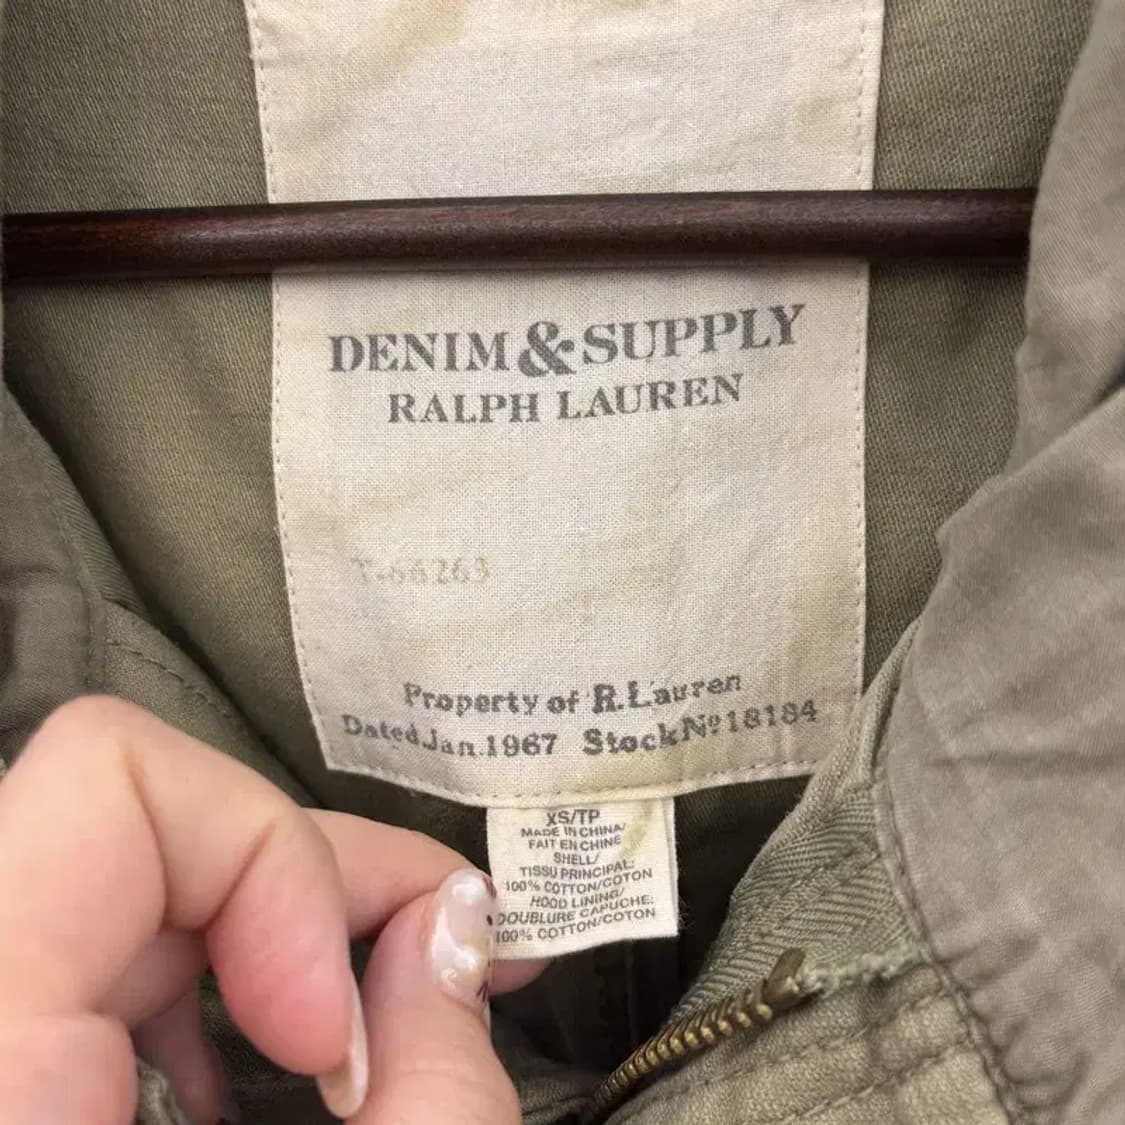 DENIM & SUPPLY
RALPH LAUREN
T-66263
Property of R.Lauren
Dated Jan.1967 Stock Nº 18184
XS/TP
MADE IN CHINA/
FAIT EN CHINE
SHELL/
TISSU PRINCIPAL:
100% COTTON/COTON
HOOD LINING/
DOUBLURE CAPUCHE:
100% COTTON/COTON